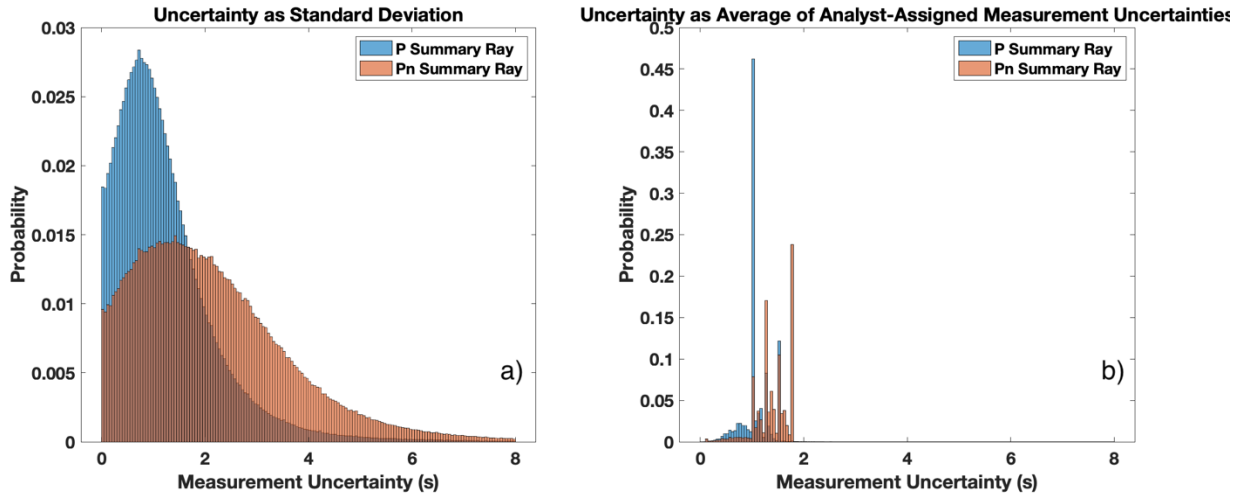 Uncertainty as Standard Deviation
0.03
0.025
0.02
0.015
0.01
0.005
0
Probability
P Summary Ray
Pn Summary Ray
a)
0 2 4 6 8
Measurement Uncertainty (s)
Uncertainty as Average of Analyst-Assigned Measurement Uncertainties
0.5
0.45
0.4
0.35
0.3
0.25
0.2
0.15
0.1
0.05
0
Probability
P Summary Ray
Pn Summary Ray
b)
0 2 4 6 8
Measurement Uncertainty (s)